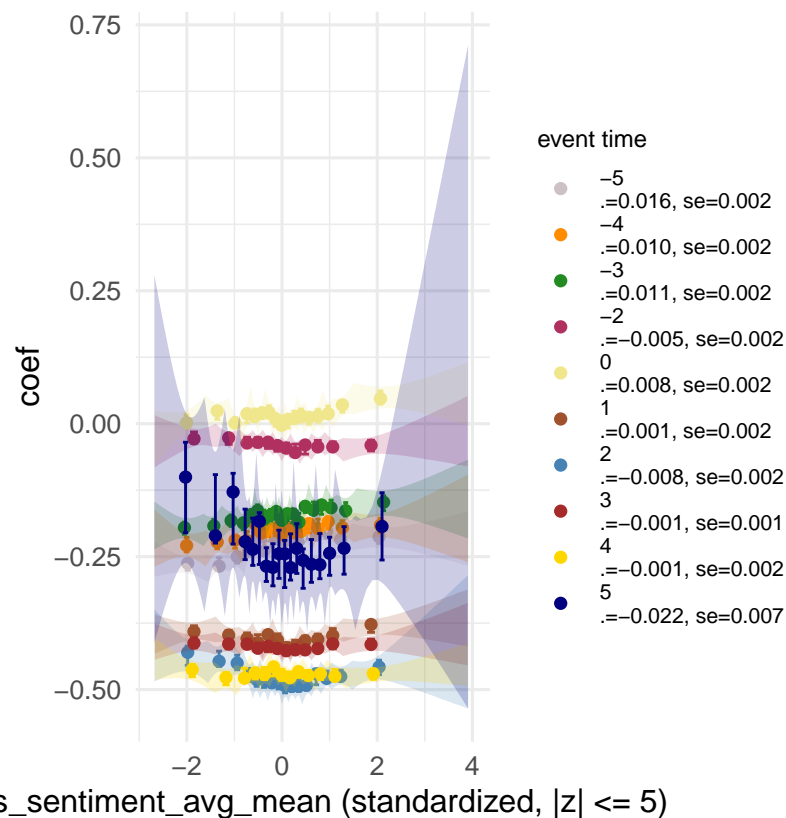 0.75
0.50
0.25
0.00
−0.25
−0.50
coef
−2 0 2 4
s_sentiment_avg_mean (standardized, |z| <= 5)
event time
−5
.=0.016, se=0.002
−4
.=0.010, se=0.002
−3
.=0.011, se=0.002
−2
.=−0.005, se=0.002
0
.=0.008, se=0.002
1
.=0.001, se=0.002
2
.=−0.008, se=0.002
3
.=−0.001, se=0.001
4
.=−0.001, se=0.002
5
.=−0.022, se=0.007